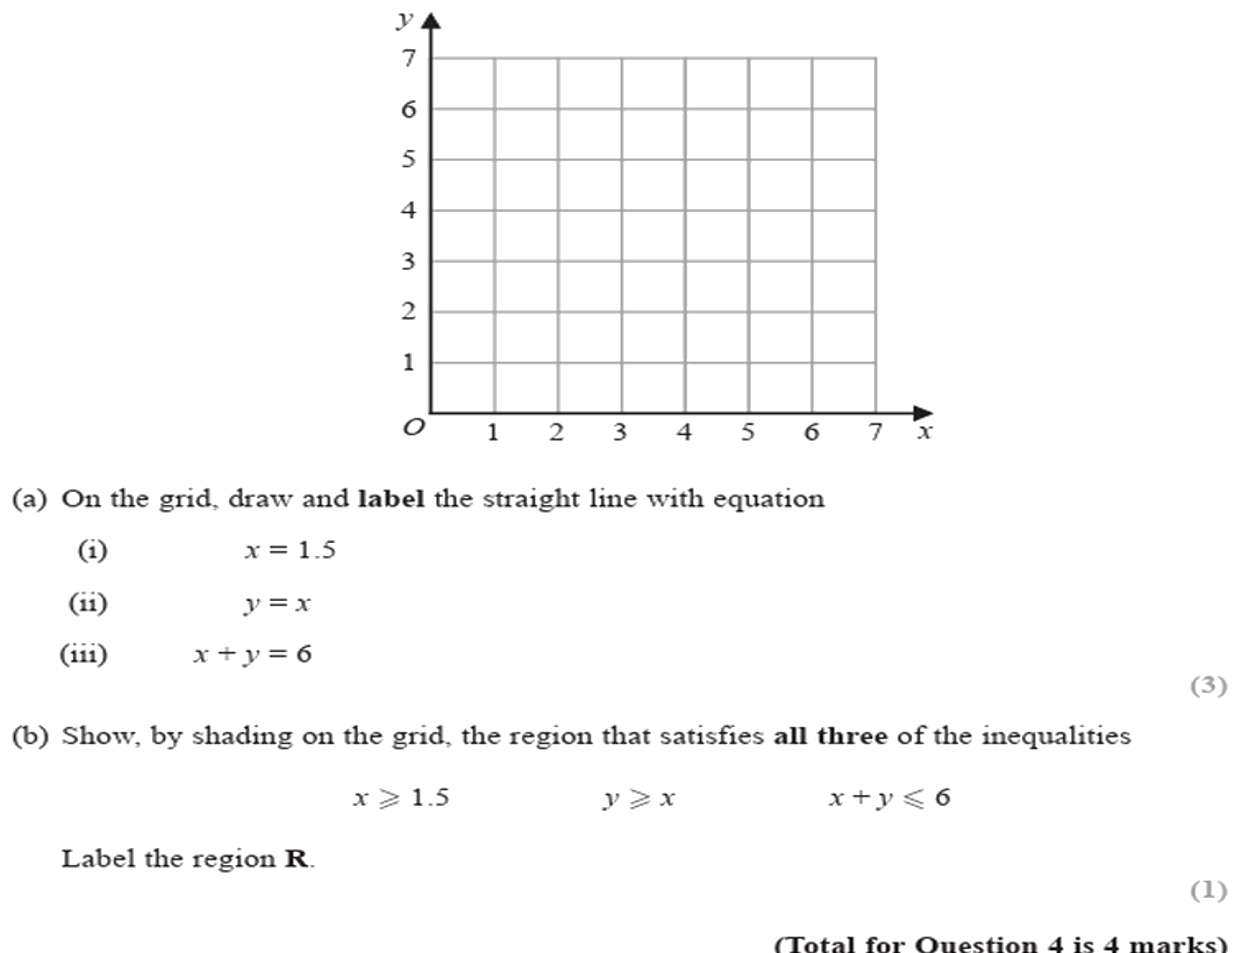 y
7
6
5
4
3
2
1
O 1 2 3 4 5 6 7 x
(a) On the grid, draw and label the straight line with equation
(i) x = 1.5
(ii) y = x
(iii) x + y = 6
(3)
(b) Show, by shading on the grid, the region that satisfies all three of the inequalities
x ⩾ 1.5 y ⩾ x x + y ⩽ 6
Label the region R.
(1)
(Total for Question 4 is 4 marks)